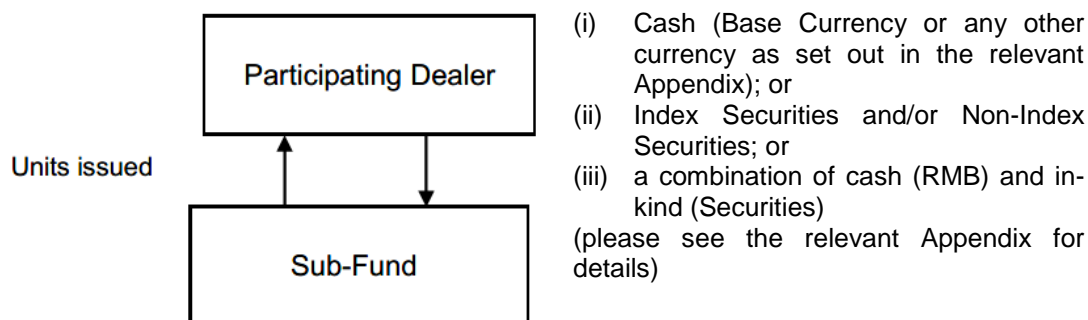 Participating Dealer
Units issued
Sub-Fund
(i) Cash (Base Currency or any other
currency as set out in the relevant
Appendix); or
(ii) Index Securities and/or Non-Index
Securities; or
(iii) a combination of cash (RMB) and in-
kind (Securities)
(please see the relevant Appendix for
details)